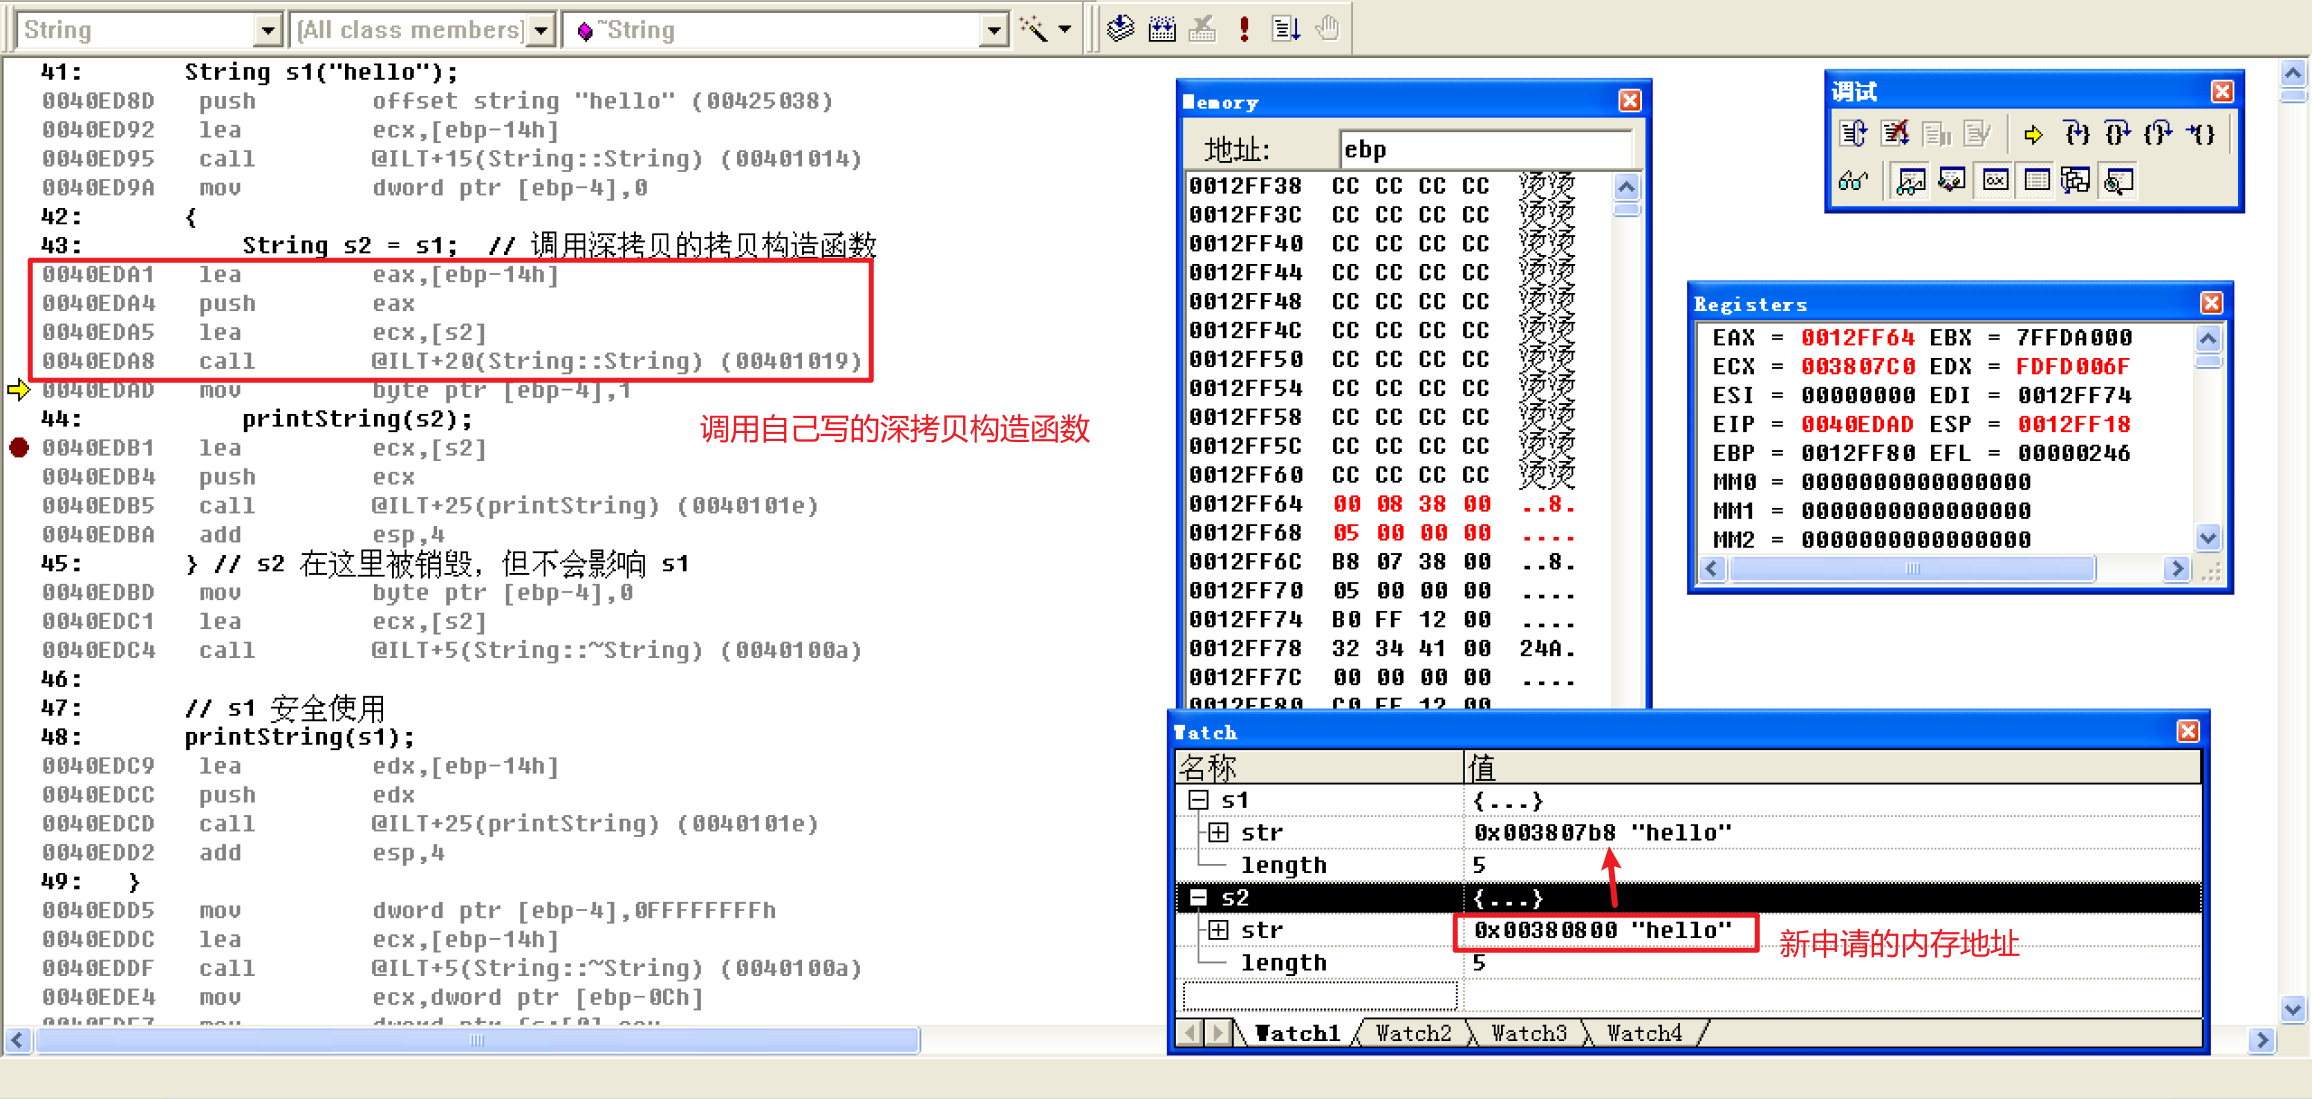 String [All class members] ~String
41: String s1("hello");
0040ED8D push offset string "hello" (00425038)
0040ED92 lea ecx,[ebp-14h]
0040ED95 call @ILT+15(String::String) (00401014)
0040ED9A mov dword ptr [ebp-4],0
42: {
43: String s2 = s1; // 调用深拷贝的拷贝构造函数
0040EDA1 lea eax,[ebp-14h]
0040EDA4 push eax
0040EDA5 lea ecx,[s2]
0040EDA8 call @ILT+20(String::String) (00401019)
0040EDAD mov byte ptr [ebp-4],1
44: printString(s2);
调用自己写的深拷贝构造函数
0040EDB1 lea ecx,[s2]
0040EDB4 push ecx
0040EDB5 call @ILT+25(printString) (0040101e)
0040EDBA add esp,4
45: } // s2 在这里被销毁，但不会影响 s1
0040EDBD mov byte ptr [ebp-4],0
0040EDC1 lea ecx,[s2]
0040EDC4 call @ILT+5(String::~String) (0040100a)
46:
47: // s1 安全使用
48: printString(s1);
0040EDC9 lea edx,[ebp-14h]
0040EDCC push edx
0040EDCD call @ILT+25(printString) (0040101e)
0040EDD2 add esp,4
49: }
0040EDD5 mov dword ptr [ebp-4],0FFFFFFFFh
0040EDDC lea ecx,[ebp-14h]
0040EDDF call @ILT+5(String::~String) (0040100a)
0040EDE4 mov ecx,dword ptr [ebp-0Ch]
Memory
地址: ebp
0012FF38 CC CC CC CC 烫烫
0012FF3C CC CC CC CC 烫烫
0012FF40 CC CC CC CC 烫烫
0012FF44 CC CC CC CC 烫烫
0012FF48 CC CC CC CC 烫烫
0012FF4C CC CC CC CC 烫烫
0012FF50 CC CC CC CC 烫烫
0012FF54 CC CC CC CC 烫烫
0012FF58 CC CC CC CC 烫烫
0012FF5C CC CC CC CC 烫烫
0012FF60 CC CC CC CC 烫烫
0012FF64 00 08 38 00 ..8.
0012FF68 05 00 00 00 ....
0012FF6C B8 07 38 00 ..8.
0012FF70 05 00 00 00 ....
0012FF74 B0 FF 12 00 ....
0012FF78 32 34 41 00 24A.
0012FF7C 00 00 00 00 ....
0012FF80 C0 FF 12 00
调试
Registers
EAX = 0012FF64 EBX = 7FFDA000
ECX = 003807C0 EDX = FDFD006F
ESI = 00000000 EDI = 0012FF74
EIP = 0040EDAD ESP = 0012FF18
EBP = 0012FF80 EFL = 00000246
MM0 = 0000000000000000
MM1 = 0000000000000000
MM2 = 0000000000000000
Watch
名称 值
s1 {...}
str 0x003807b8 "hello"
length 5
s2 {...}
str 0x00380800 "hello"
新申请的内存地址
length 5
Watch1 Watch2 Watch3 Watch4